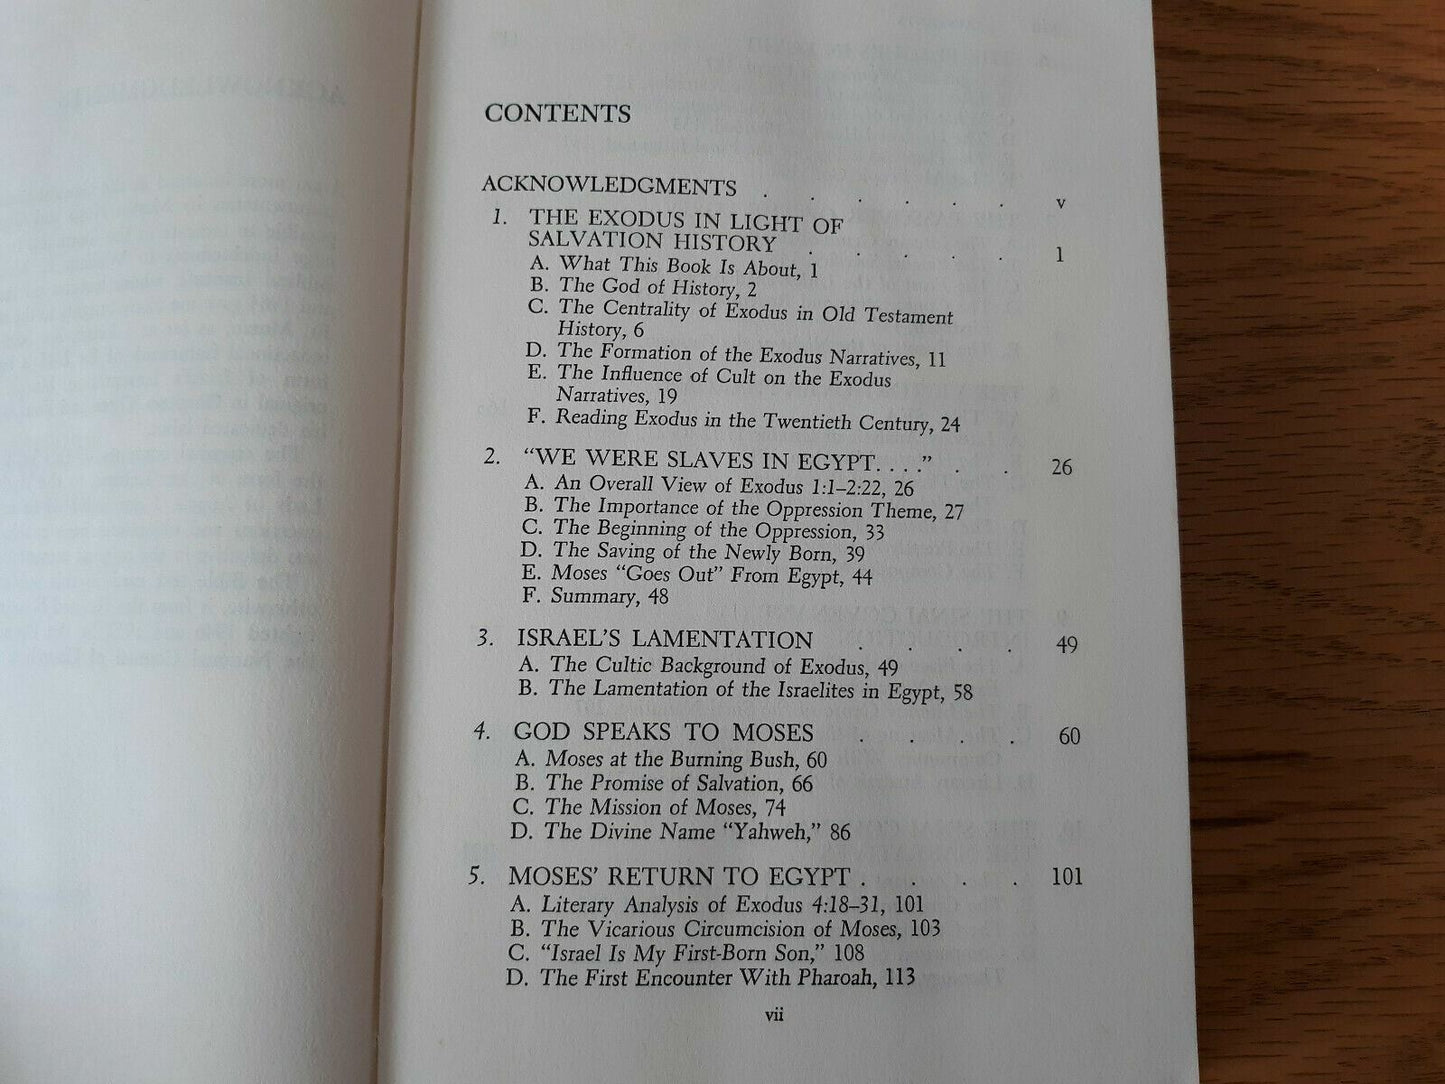 CONTENTS
ACKNOWLEDGMENTS . . . . . . . v
1. THE EXODUS IN LIGHT OF
SALVATION HISTORY . . . . . 1
A. What This Book Is About, 1
B. The God of History, 2
C. The Centrality of Exodus in Old Testament
History, 6
D. The Formation of the Exodus Narratives, 11
E. The Influence of Cult on the Exodus
Narratives, 19
F. Reading Exodus in the Twentieth Century, 24
2. “WE WERE SLAVES IN EGYPT. . . .” . . 26
A. An Overall View of Exodus 1:1–2:22, 26
B. The Importance of the Oppression Theme, 27
C. The Beginning of the Oppression, 33
D. The Saving of the Newly Born, 39
E. Moses “Goes Out” From Egypt, 44
F. Summary, 48
3. ISRAEL’S LAMENTATION . . . . 49
A. The Cultic Background of Exodus, 49
B. The Lamentation of the Israelites in Egypt, 58
4. GOD SPEAKS TO MOSES . . . . 60
A. Moses at the Burning Bush, 60
B. The Promise of Salvation, 66
C. The Mission of Moses, 74
D. The Divine Name “Yahweh,” 86
5. MOSES’ RETURN TO EGYPT . . . . 101
A. Literary Analysis of Exodus 4:18–31, 101
B. The Vicarious Circumcision of Moses, 103
C. “Israel Is My First-Born Son,” 108
D. The First Encounter With Pharoah, 113
vii